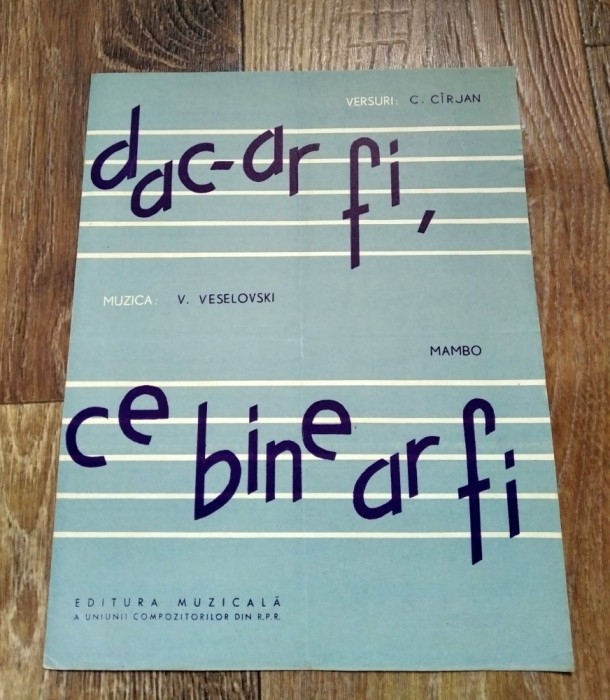 VERSURI: C. CÎRJAN
dac-ar fi,
MUZICA: V. VESELOVSKI
MAMBO
ce bine ar fi
EDITURA MUZICALĂ
A UNIUNII COMPOZITORILOR DIN R.P.R.